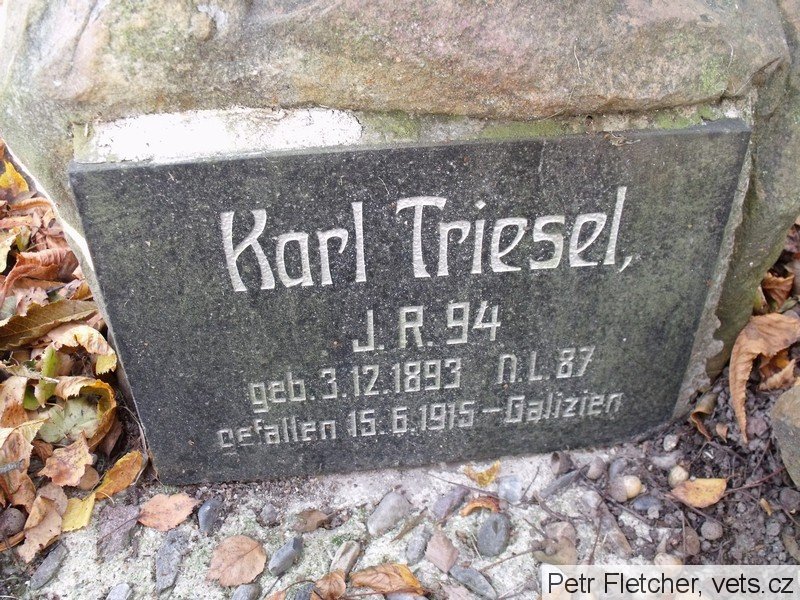 Karl Triesel,
J. R. 94
geb. 3.12.1893 N.L. 87
gefallen 15.6.1915 - Galizien
Petr Fletcher, vets.cz